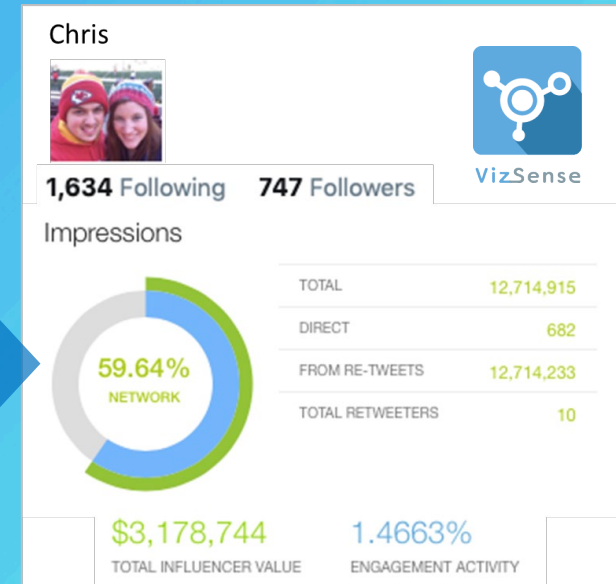 Chris
VizSense
1,634 Following 747 Followers
Impressions
TOTAL 12,714,915
DIRECT 682
59.64%
FROM RE-TWEETS 12,714,233
NETWORK
TOTAL RETWEETERS 10
$3,178,744 1.4663%
TOTAL INFLUENCER VALUE ENGAGEMENT ACTIVITY